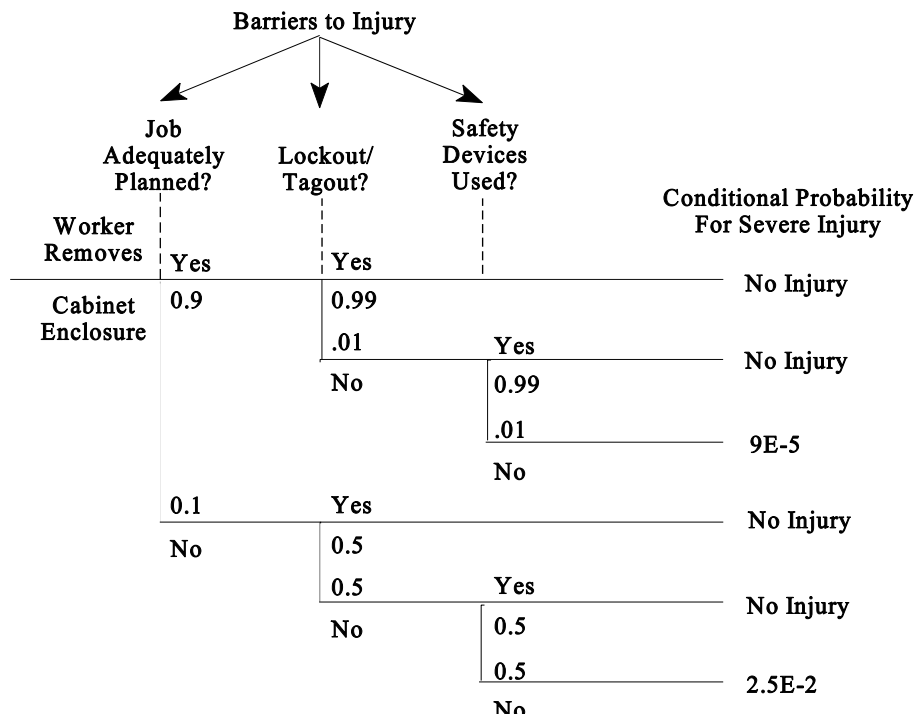 Barriers to Injury
Job
Adequately
Planned?
Lockout/
Tagout?
Safety
Devices
Used?
Conditional Probability
For Severe Injury
Worker
Removes
Cabinet
Enclosure
Yes
0.9
Yes
0.99
No Injury
.01
No
Yes
0.99
No Injury
.01
No
9E-5
0.1
No
Yes
0.5
No Injury
0.5
No
Yes
0.5
No Injury
0.5
No
2.5E-2